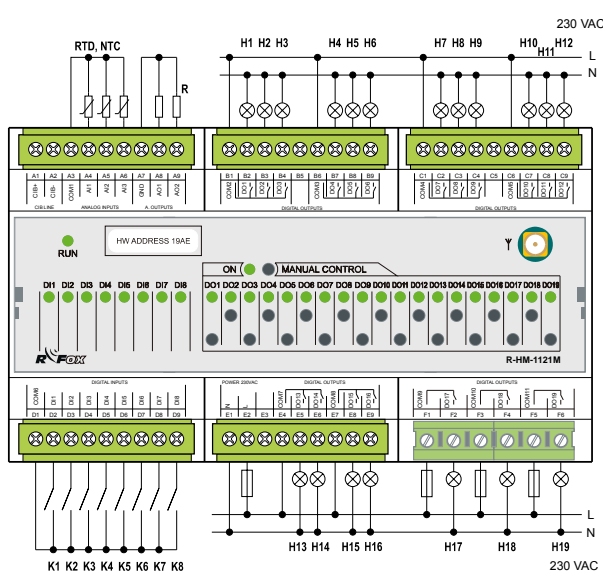 230 VAC
RTD, NTC
H1 H2 H3 H4 H5 H6 H7 H8 H9 H10 H11 H12
L
N
R
A1 A2 A3 A4 A5 A6 A7 A8 A9
CIB+ CIB- COM1 AI1 AI2 AI3 GND AO1 AO2
CIB LINE ANALOG INPUTS A. OUTPUTS
B1 B2 B3 B4 B5 B6 B7 B8 B9
COM2 DO1 DO2 DO3 COM3 DO4 DO5 DO6
DIGITAL OUTPUTS
C1 C2 C3 C4 C5 C6 C7 C8 C9
COM4 DO7 DO8 DO9 COM5 DO10 DO11 DO12
DIGITAL OUTPUTS
RUN
HW ADDRESS 19AE
Y
ON MANUAL CONTROL
DI1 DI2 DI3 DI4 DI5 DI6 DI7 DI8
DO1 DO2 DO3 DO4 DO5 DO6 DO7 DO8 DO9 DO10 DO11 DO12 DO13 DO14 DO15 DO16 DO17 DO18 DO19
R FOX
R-HM-1121M
DIGITAL INPUTS
COM6 DI1 DI2 DI3 DI4 DI5 DI6 DI7 DI8
D1 D2 D3 D4 D5 D6 D7 D8 D9
POWER 230VAC DIGITAL OUTPUTS
N L COM7 DO13 DO14 COM8 DO15 DO16
E1 E2 E3 E4 E5 E6 E7 E8 E9
DIGITAL OUTPUTS
COM9 DO17 COM10 DO18 COM11 DO19
F1 F2 F3 F4 F5 F6
L
N
K1 K2 K3 K4 K5 K6 K7 K8
H13 H14 H15 H16 H17 H18 H19
230 VAC